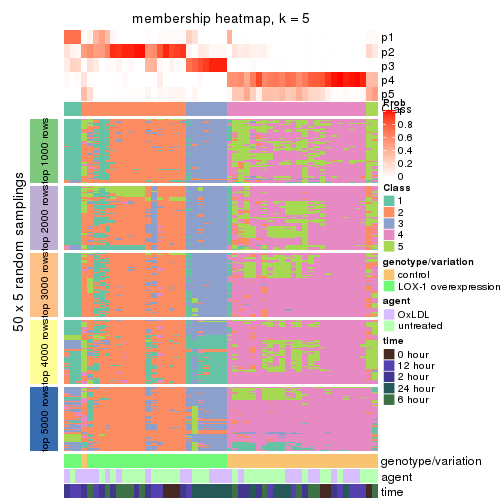 membership heatmap, k = 5
p1
p2
p3
p4
p5
Prob
1
0.8
0.6
0.4
0.2
0
Class
Class
1
2
3
4
5
genotype/variation
control
LOX-1 overexpression
agent
OxLDL
untreated
time
0 hour
12 hour
2 hour
24 hour
6 hour
50 x 5 random samplings
top 1000 rows
top 2000 rows
top 3000 rows
top 4000 rows
top 5000 rows
genotype/variation
agent
time